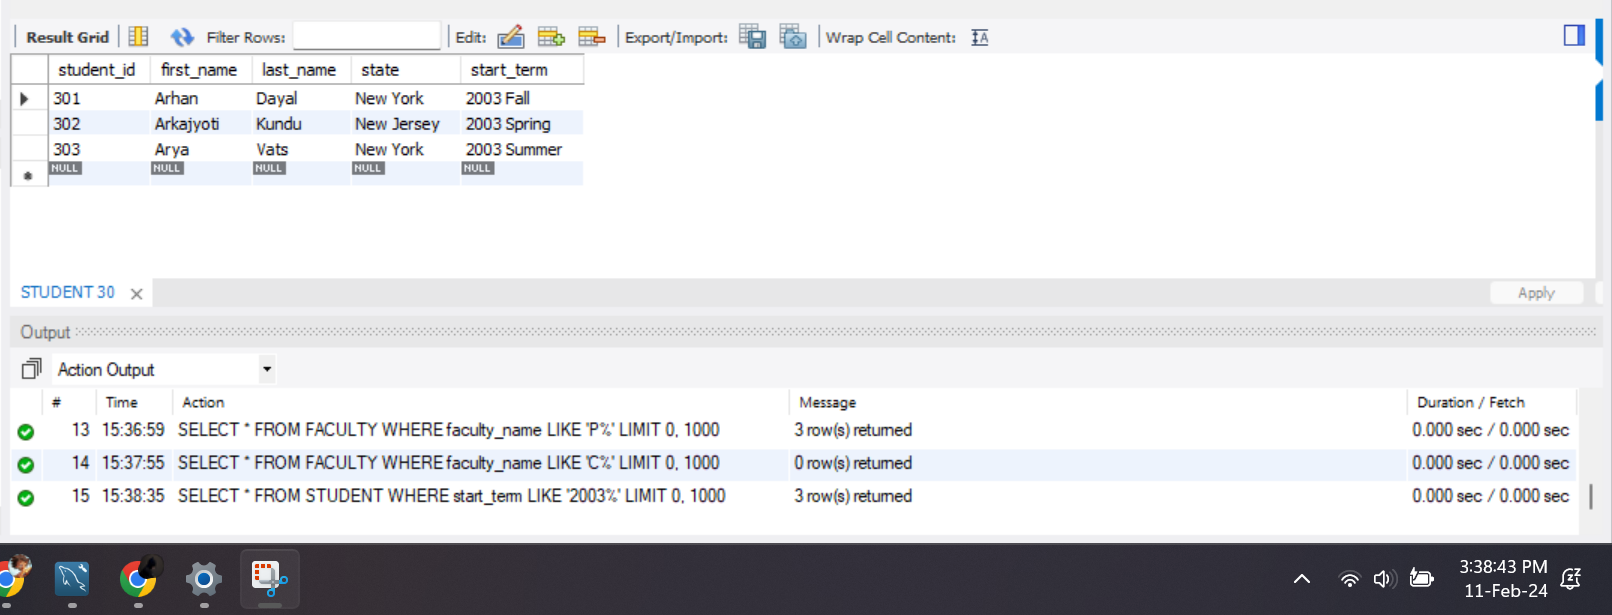 Result Grid Filter Rows: Edit: Export/Import: Wrap Cell Content: IA
student_id first_name last_name state start_term
301 Arhan Dayal New York 2003 Fall
302 Arkajyoti Kundu New Jersey 2003 Spring
303 Arya Vats New York 2003 Summer
NULL NULL NULL NULL NULL
STUDENT 30 Apply
Output
Action Output
# Time Action Message Duration / Fetch
13 15:36:59 SELECT * FROM FACULTY WHERE faculty_name LIKE 'P%' LIMIT 0, 1000 3 row(s) returned 0.000 sec / 0.000 sec
14 15:37:55 SELECT * FROM FACULTY WHERE faculty_name LIKE 'C%' LIMIT 0, 1000 0 row(s) returned 0.000 sec / 0.000 sec
15 15:38:35 SELECT * FROM STUDENT WHERE start_term LIKE '2003%' LIMIT 0, 1000 3 row(s) returned 0.000 sec / 0.000 sec
3:38:43 PM
11-Feb-24